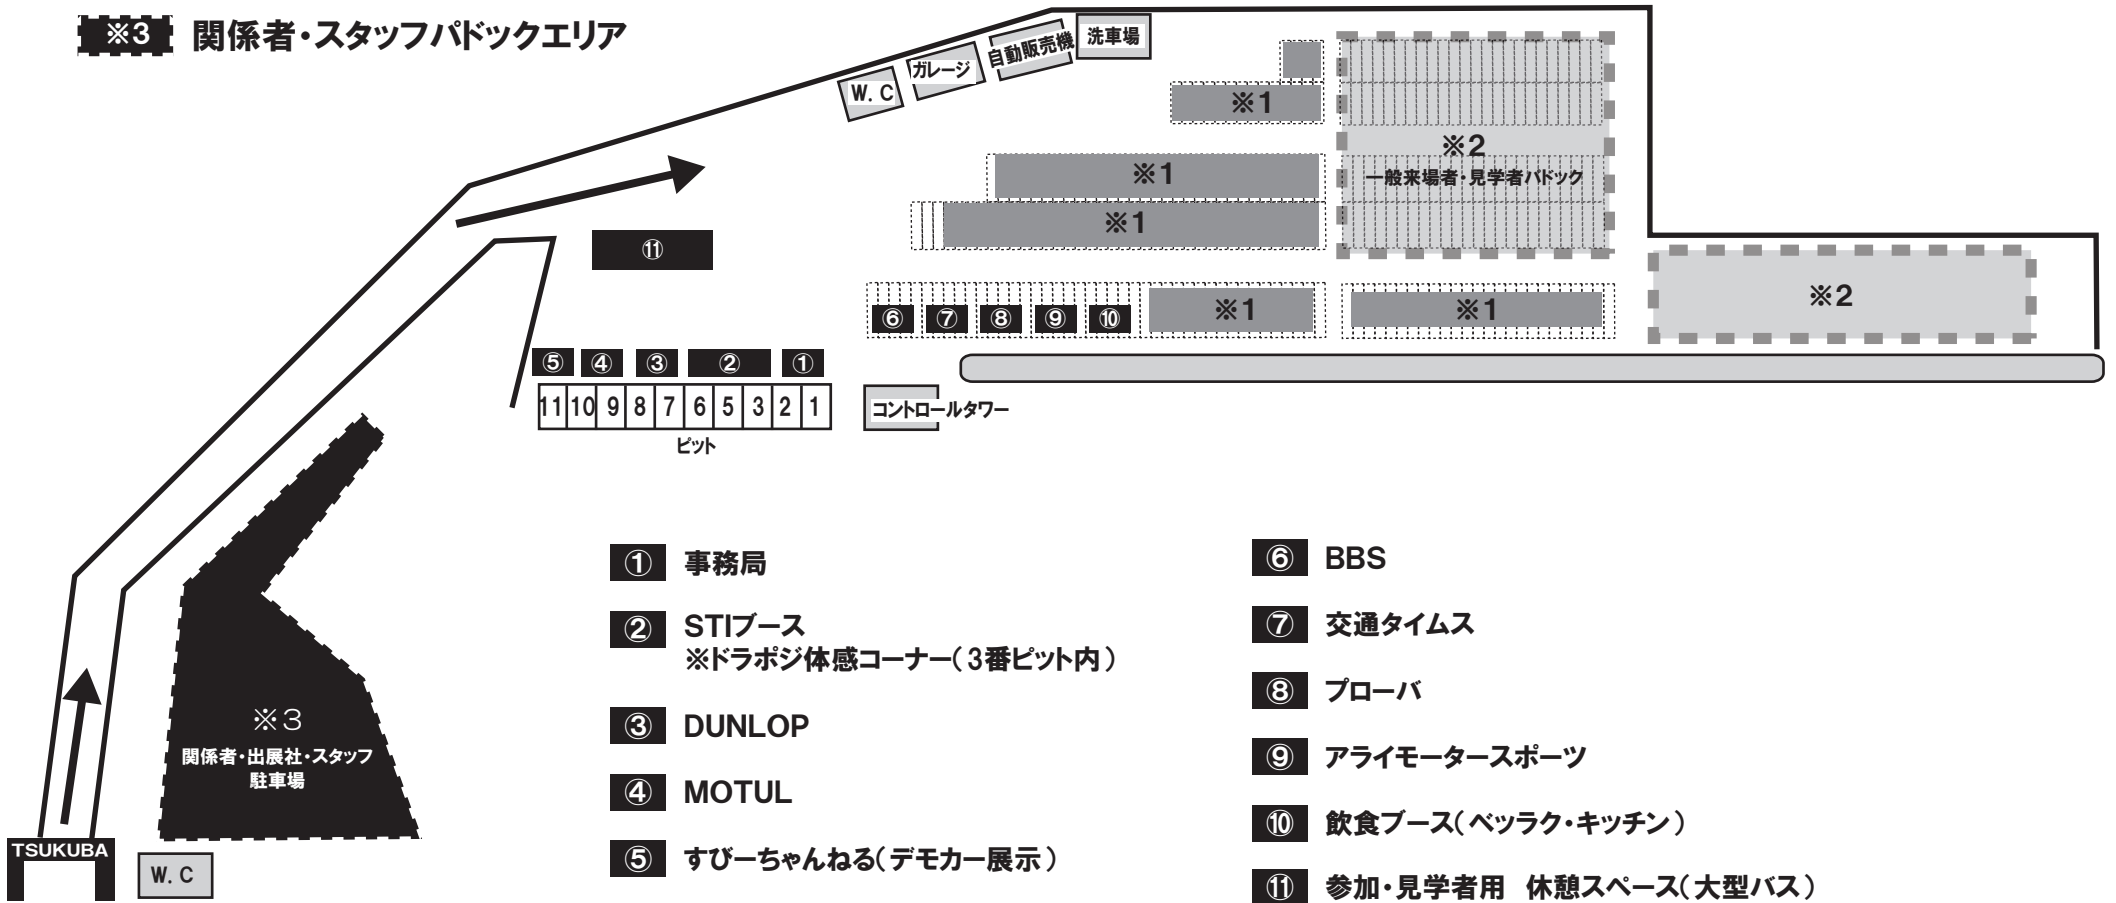 ※3 関係者・スタッフパドックエリア
洗車場
自動販売機
ガレージ
W. C
※1
※2
一般来場者・見学者パドック
※1
※1
⑪
※2
⑥ ⑦ ⑧ ⑨ ⑩ ※1 ※1
⑤ ④ ③ ② ①
11 10 9 8 7 6 5 3 2 1
コントロールタワー
ピット
※3
関係者・出展社・スタッフ
駐車場
TSUKUBA
W. C
① 事務局
② STIブース
※ドラポジ体感コーナー(3番ピット内)
③ DUNLOP
④ MOTUL
⑤ すびーちゃんねる(デモカー展示)
⑥ BBS
⑦ 交通タイムス
⑧ プローバ
⑨ アライモータースポーツ
⑩ 飲食ブース(ベッラク・キッチン)
⑪ 参加・見学者用 休憩スペース(大型バス)